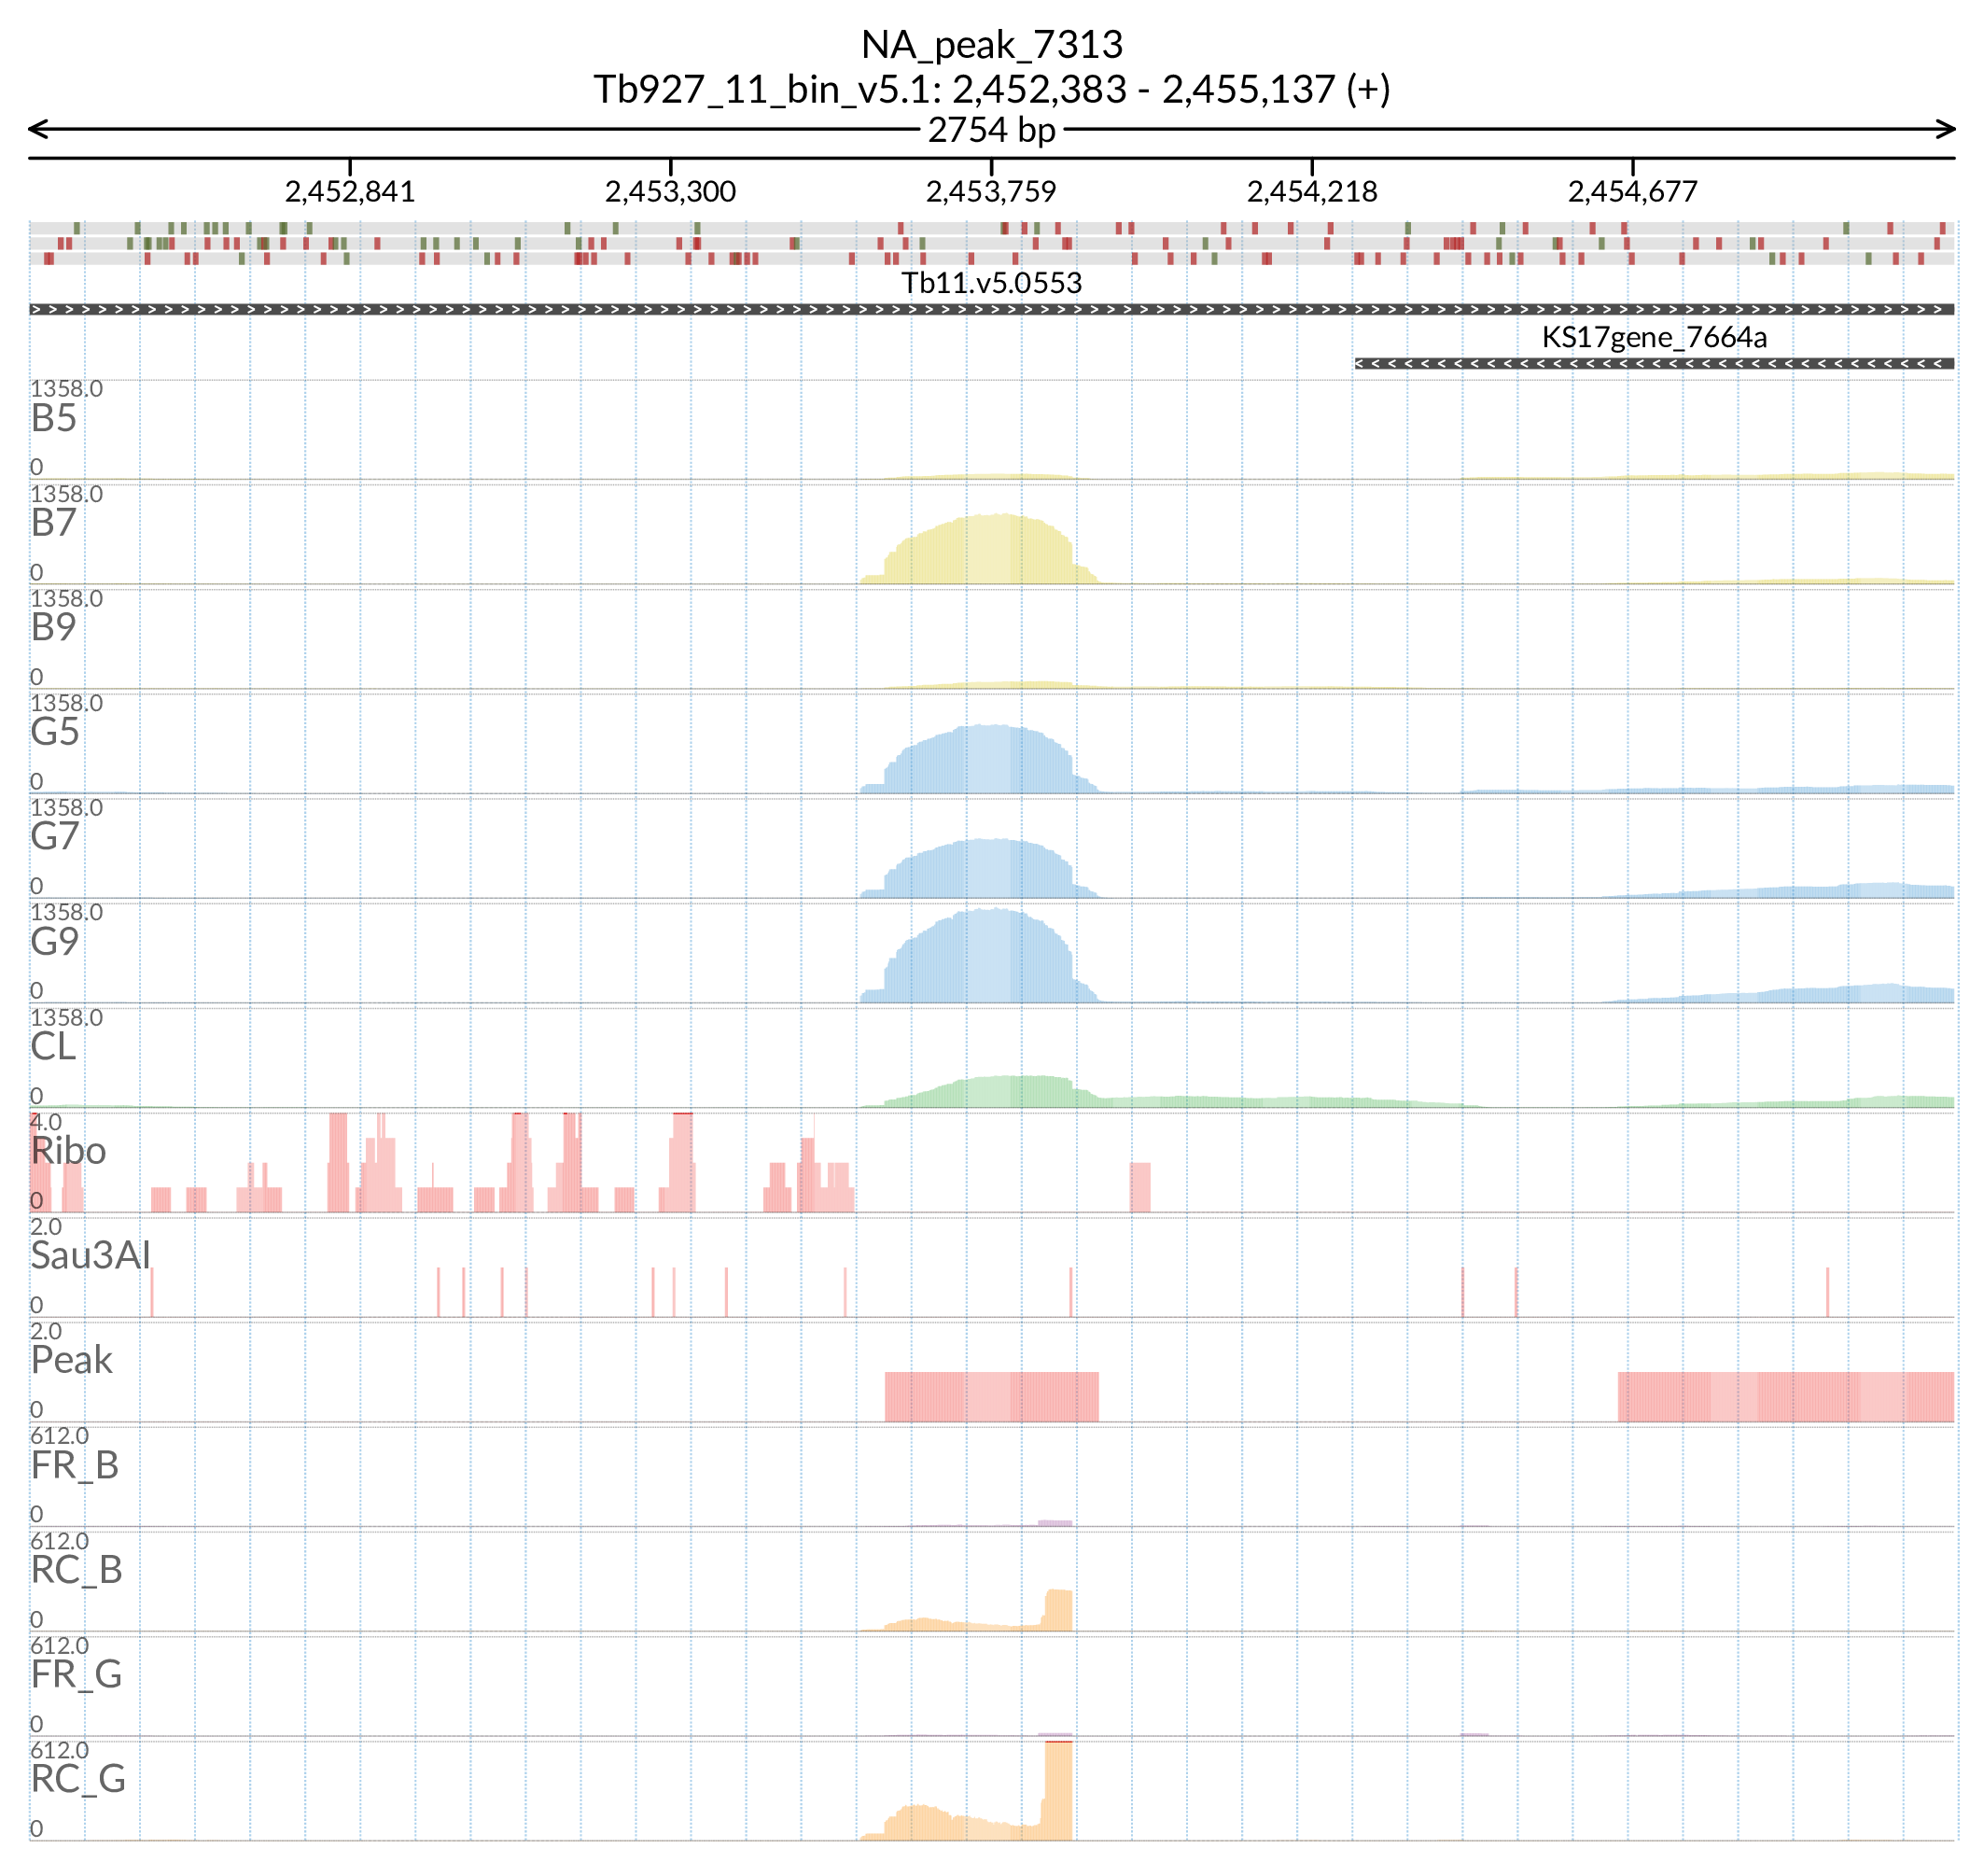 NA_peak_7313
Tb927_11_bin_v5.1: 2,452,383 - 2,455,137 (+)
2754 bp
2,452,841 2,453,300 2,453,759 2,454,218 2,454,677
Tb11.v5.0553
KS17gene_7664a
1358.0
B5
0
1358.0
B7
0
1358.0
B9
0
1358.0
G5
0
1358.0
G7
0
1358.0
G9
0
1358.0
CL
0
4.0
Ribo
0
2.0
Sau3AI
0
2.0
Peak
0
612.0
FR_B
0
612.0
RC_B
0
612.0
FR_G
0
612.0
RC_G
0